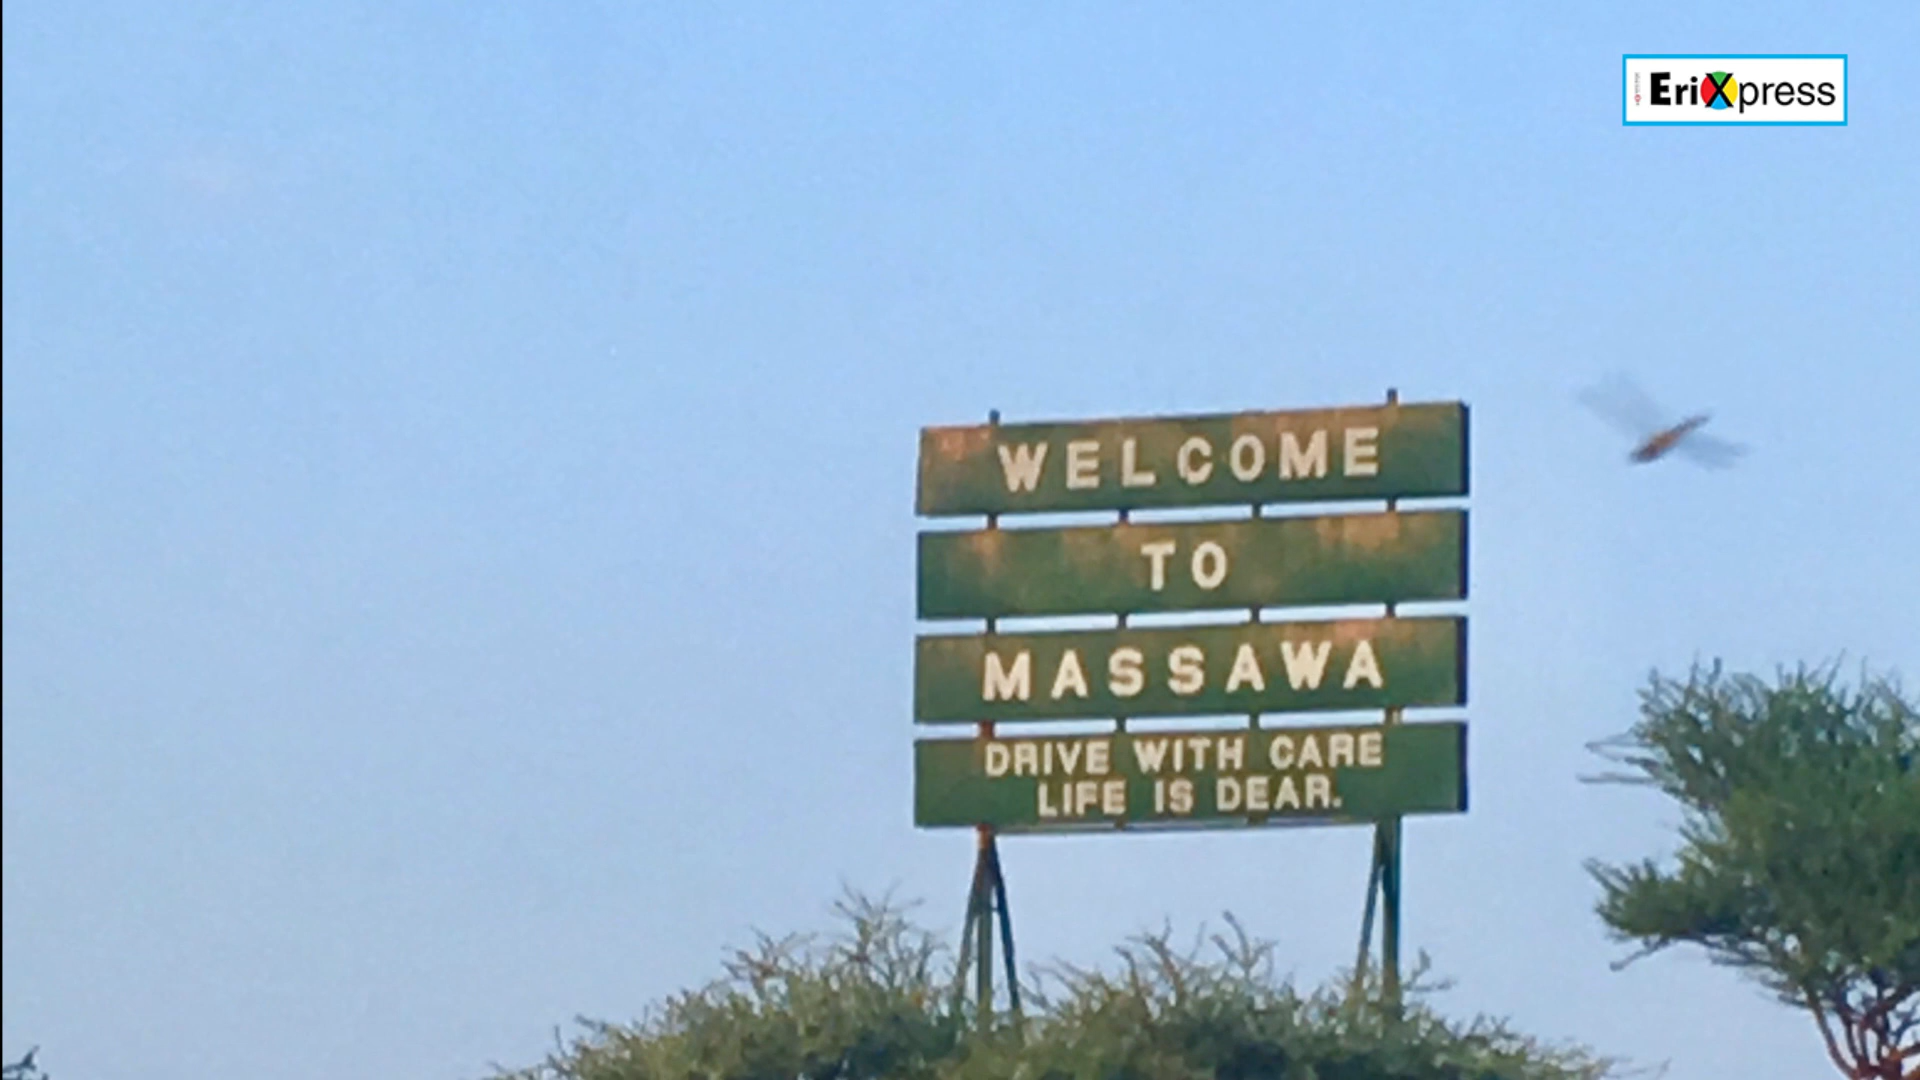 EriXpress
WELCOME
TO
MASSAWA
DRIVE WITH CARE
LIFE IS DEAR.